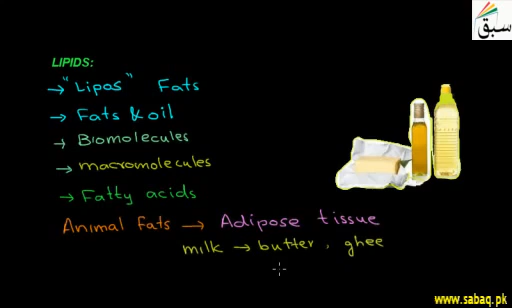 سبق
LIPIDS:
→ "Lipos" Fats
→ Fats & oil
→ Biomolecules
→ macromolecules
→ Fatty acids
Animal Fats → Adipose tissue
milk → butter, ghee
www.sabaq.pk